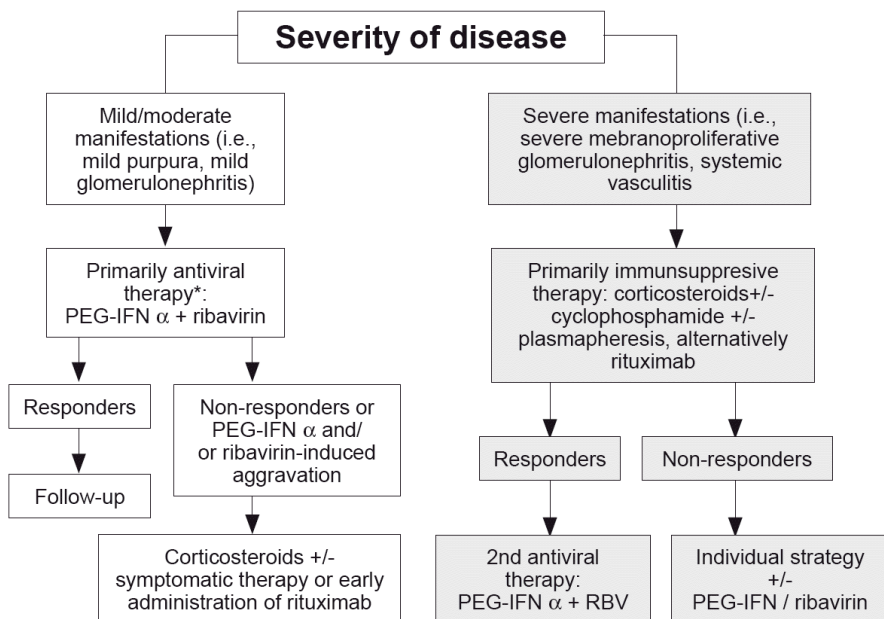 Severity of disease
Mild/moderate
manifestations (i.e.,
mild purpura, mild
glomerulonephritis)
Severe manifestations (i.e.,
severe mebranoproliferative
glomerulonephritis, systemic
vasculitis
Primarily antiviral
therapy*:
PEG-IFN α + ribavirin
Primarily immunsuppresive
therapy: corticosteroids+/-
cyclophosphamide +/-
plasmapheresis, alternatively
rituximab
Responders
Non-responders or
PEG-IFN α and/
or ribavirin-induced
aggravation
Responders
Non-responders
Follow-up
Corticosteroids +/-
symptomatic therapy or early
administration of rituximab
2nd antiviral
therapy:
PEG-IFN α + RBV
Individual strategy
+/-
PEG-IFN / ribavirin